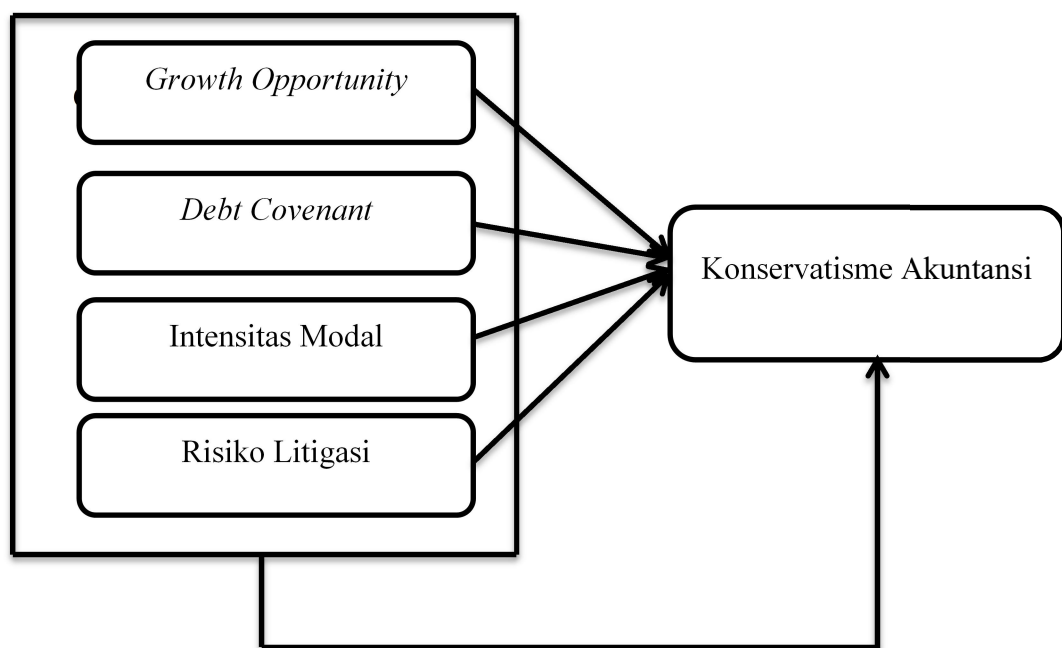 Growth Opportunity
Debt Covenant
Konservatisme Akuntansi
Intensitas Modal
Risiko Litigasi